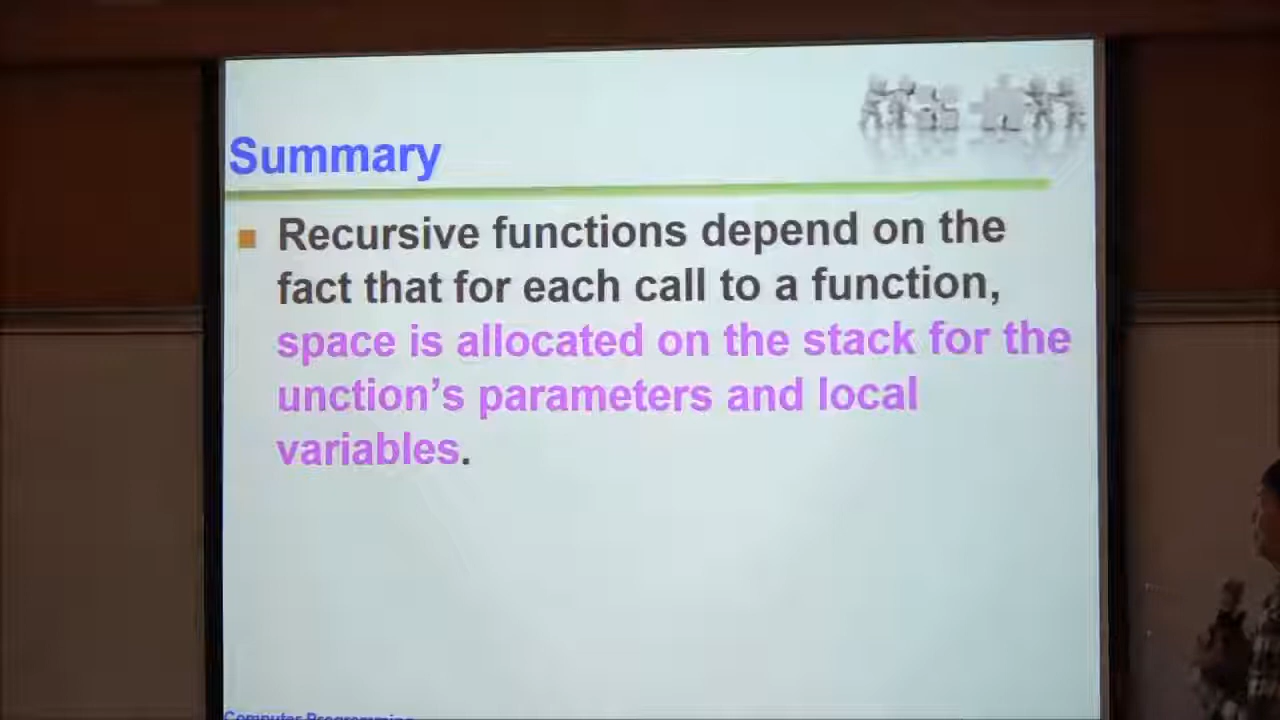 Summary
Recursive functions depend on the
fact that for each call to a function,
space is allocated on the stack for the
unction’s parameters and local
variables.
Computer Programming